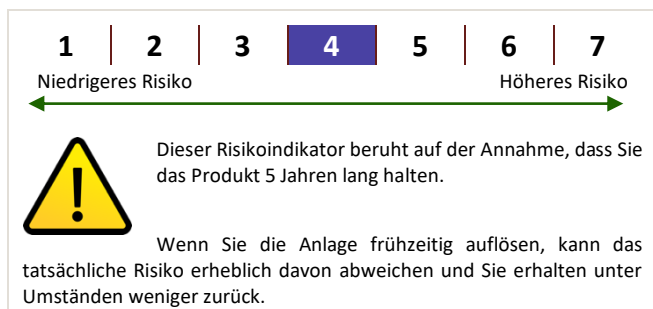 1 2 3 4 5 6 7
Niedrigeres Risiko Höheres Risiko
Dieser Risikoindikator beruht auf der Annahme, dass Sie
das Produkt 5 Jahren lang halten.
Wenn Sie die Anlage frühzeitig auflösen, kann das
tatsächliche Risiko erheblich davon abweichen und Sie erhalten unter
Umständen weniger zurück.